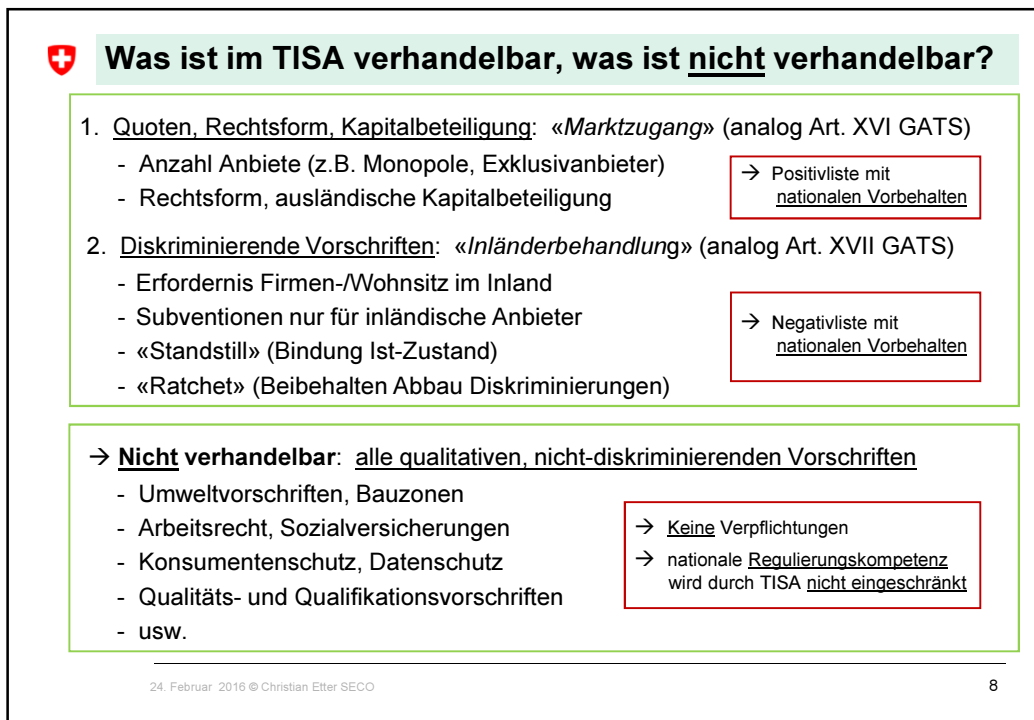 Was ist im TISA verhandelbar, was ist nicht verhandelbar?
1. Quoten, Rechtsform, Kapitalbeteiligung: «Marktzugang» (analog Art. XVI GATS)
- Anzahl Anbiete (z.B. Monopole, Exklusivanbieter)
- Rechtsform, ausländische Kapitalbeteiligung
→ Positivliste mit
nationalen Vorbehalten
2. Diskriminierende Vorschriften: «Inländerbehandlung» (analog Art. XVII GATS)
- Erfordernis Firmen-/Wohnsitz im Inland
- Subventionen nur für inländische Anbieter
- «Standstill» (Bindung Ist-Zustand)
- «Ratchet» (Beibehalten Abbau Diskriminierungen)
→ Negativliste mit
nationalen Vorbehalten
→ Nicht verhandelbar: alle qualitativen, nicht-diskriminierenden Vorschriften
- Umweltvorschriften, Bauzonen
- Arbeitsrecht, Sozialversicherungen
- Konsumentenschutz, Datenschutz
- Qualitäts- und Qualifikationsvorschriften
- usw.
→ Keine Verpflichtungen
→ nationale Regulierungskompetenz
wird durch TISA nicht eingeschränkt
24. Februar 2016 © Christian Etter SECO
8